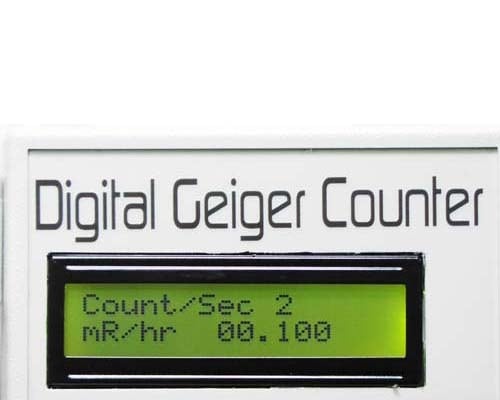 Digital Geiger Counter
Count/Sec 2
mR/hr 00.100